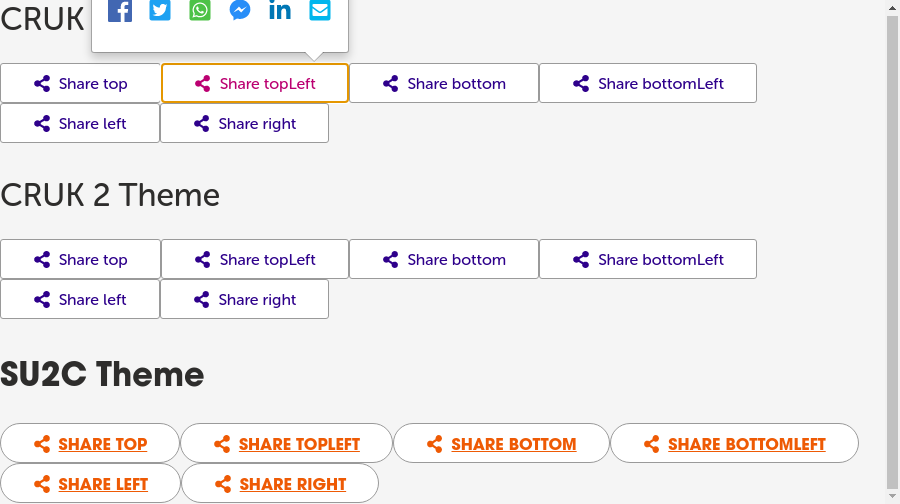 CRUK
Share top Share topLeft Share bottom Share bottomLeft
Share left Share right
CRUK 2 Theme
Share top Share topLeft Share bottom Share bottomLeft
Share left Share right
SU2C Theme
SHARE TOP SHARE TOPLEFT SHARE BOTTOM SHARE BOTTOMLEFT
SHARE LEFT SHARE RIGHT